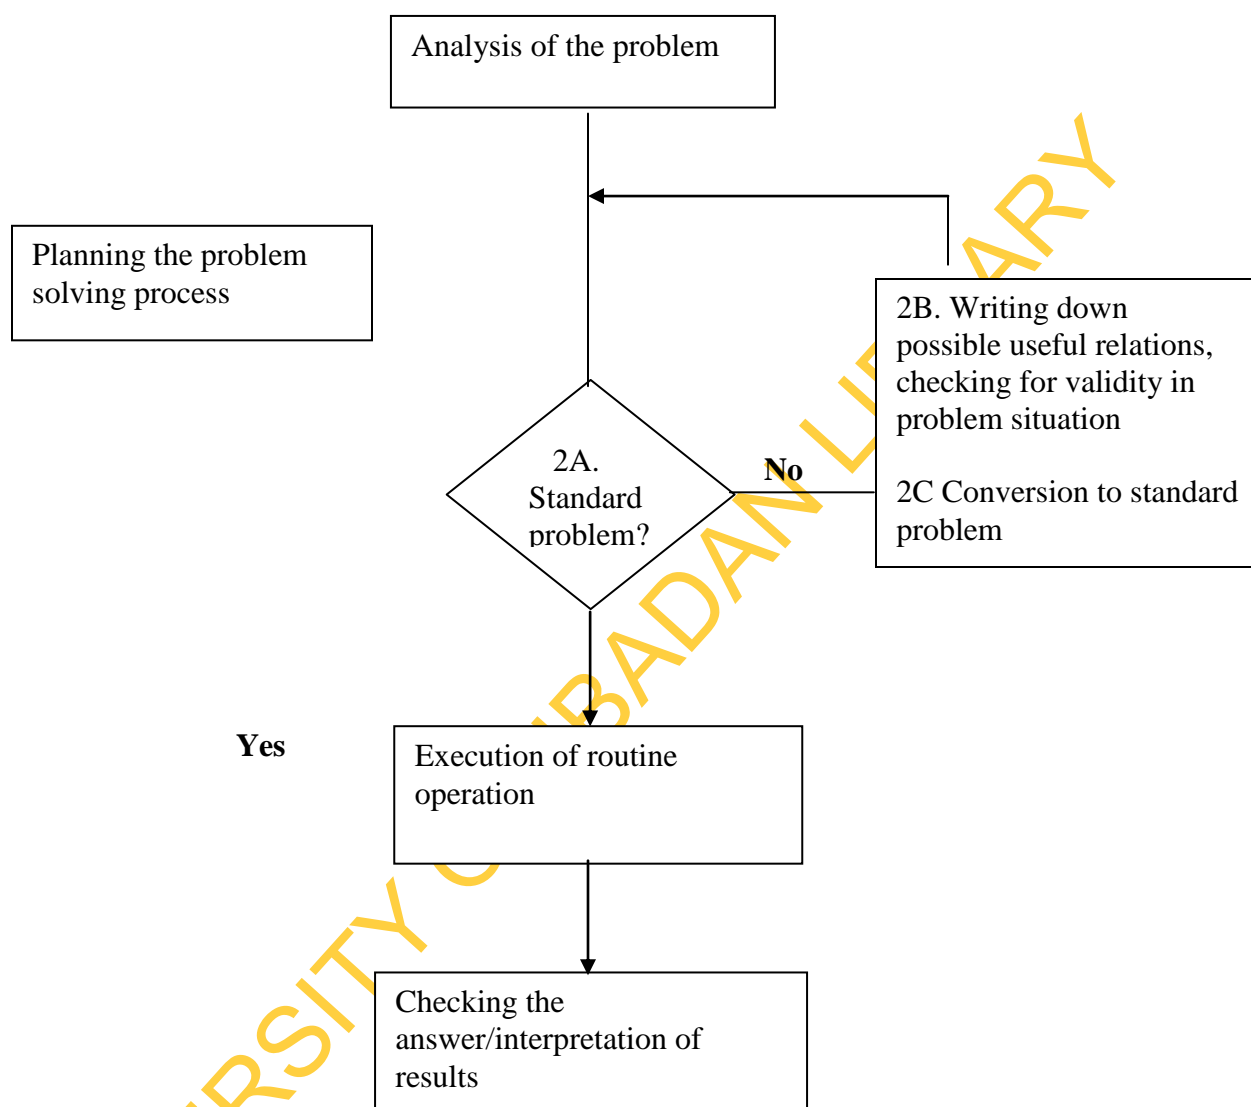 Analysis of the problem
Planning the problem
solving process
2B. Writing down
possible useful relations,
checking for validity in
problem situation
2C Conversion to standard
problem
2A.
Standard
problem?
No
Yes
Execution of routine
operation
Checking the
answer/interpretation of
results